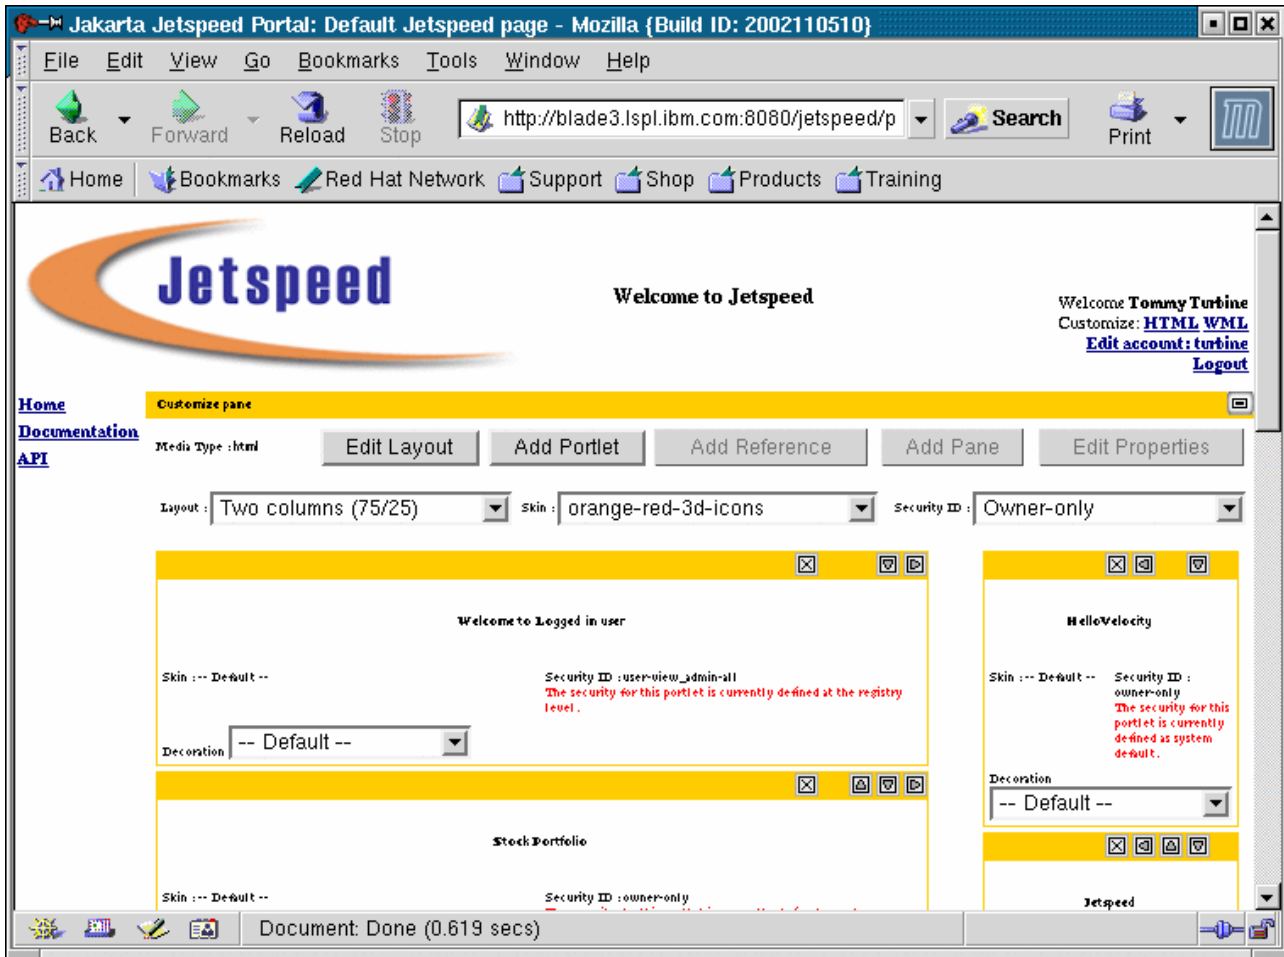 Jakarta Jetspeed Portal: Default Jetspeed page - Mozilla {Build ID: 2002110510}
File Edit View Go Bookmarks Tools Window Help
http://blade3.lspl.ibm.com:8080/jetspeed/p Search
Back Forward Reload Stop Print
Home Bookmarks Red Hat Network Support Shop Products Training
Jetspeed
Welcome to Jetspeed
Welcome Tommy Turbine
Customize: HTML WML
Edit account: turbine
Logout
Home
Documentation
API
Customize pane
Media Type :html Edit Layout Add Portlet Add Reference Add Pane Edit Properties
Layout : Two columns (75/25) Skin : orange-red-3d-icons Security ID : Owner-only
Welcome to Logged in user
Skin :-- Default --
Security ID :user-view_admin-all
The security for this portlet is currently defined at the registry
level.
Decoration -- Default --
Stock Portfolio
Skin :-- Default --
Security ID :owner-only
HelloVelocity
Skin :-- Default --
Security ID :
owner-only
The security for this
portlet is currently
defined as system
default.
Decoration
-- Default --
Jetspeed
Document: Done (0.619 secs)